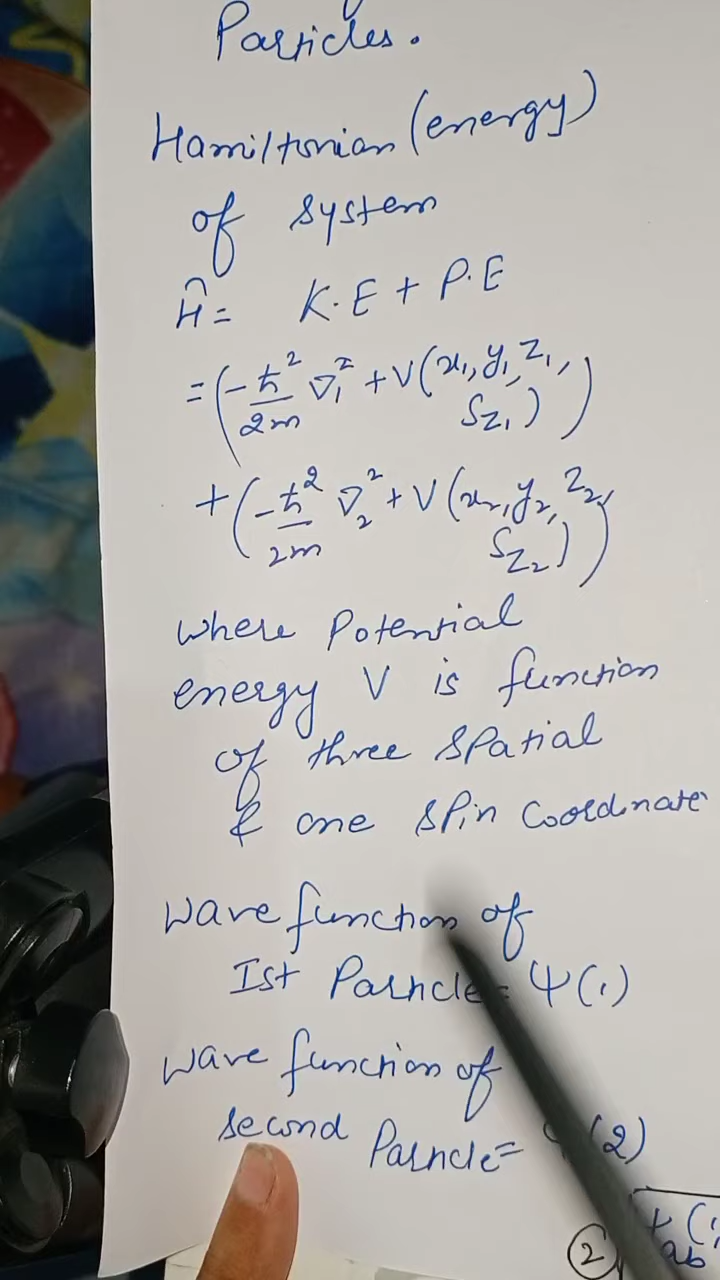 Particles.
Hamiltonian (energy)
of system
Ĥ = K.E + P.E
= (-ħ²/2m ∇₁² + V(x₁, y₁, z₁,
S_Z₁))
+ (-ħ²/2m ∇₂² + V(x₂, y₂, Z₂,
S_Z₂))
where Potential
energy V is function
of three spatial
& one spin coordinate
Wave function of
Ist Particle = Ψ(1)
Wave function of
second Particle = (2)
②
ab